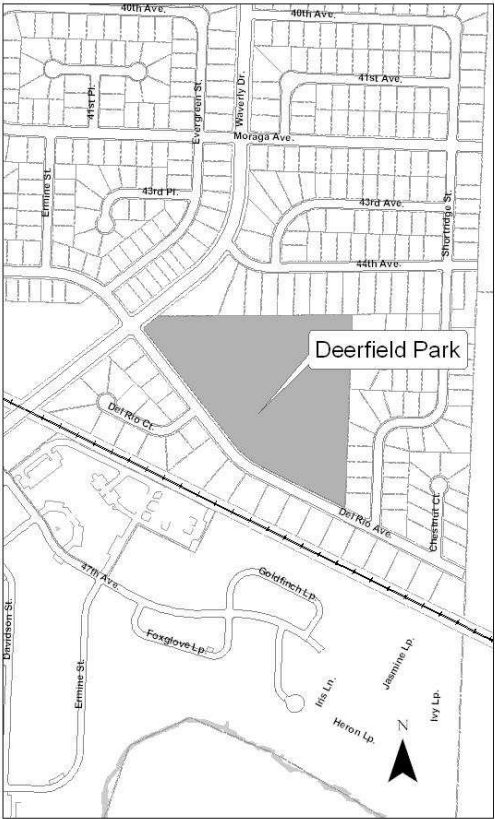 40th Ave.
40th Ave.
41st Pl.
Evergreen St.
Waverly Dr.
41st Ave.
Moraga Ave.
Ermine St.
43rd Pl.
43rd Ave.
Shortridge St.
44th Ave.
Deerfield Park
Del Rio Ct.
Del Rio Ave.
Chestnut Ct.
47th Ave.
Goldfinch Lp.
Davidson St.
Foxglove Lp.
Ermine St.
Iris Ln.
Jasmine Lp.
Ivy Lp.
Heron Lp.
N